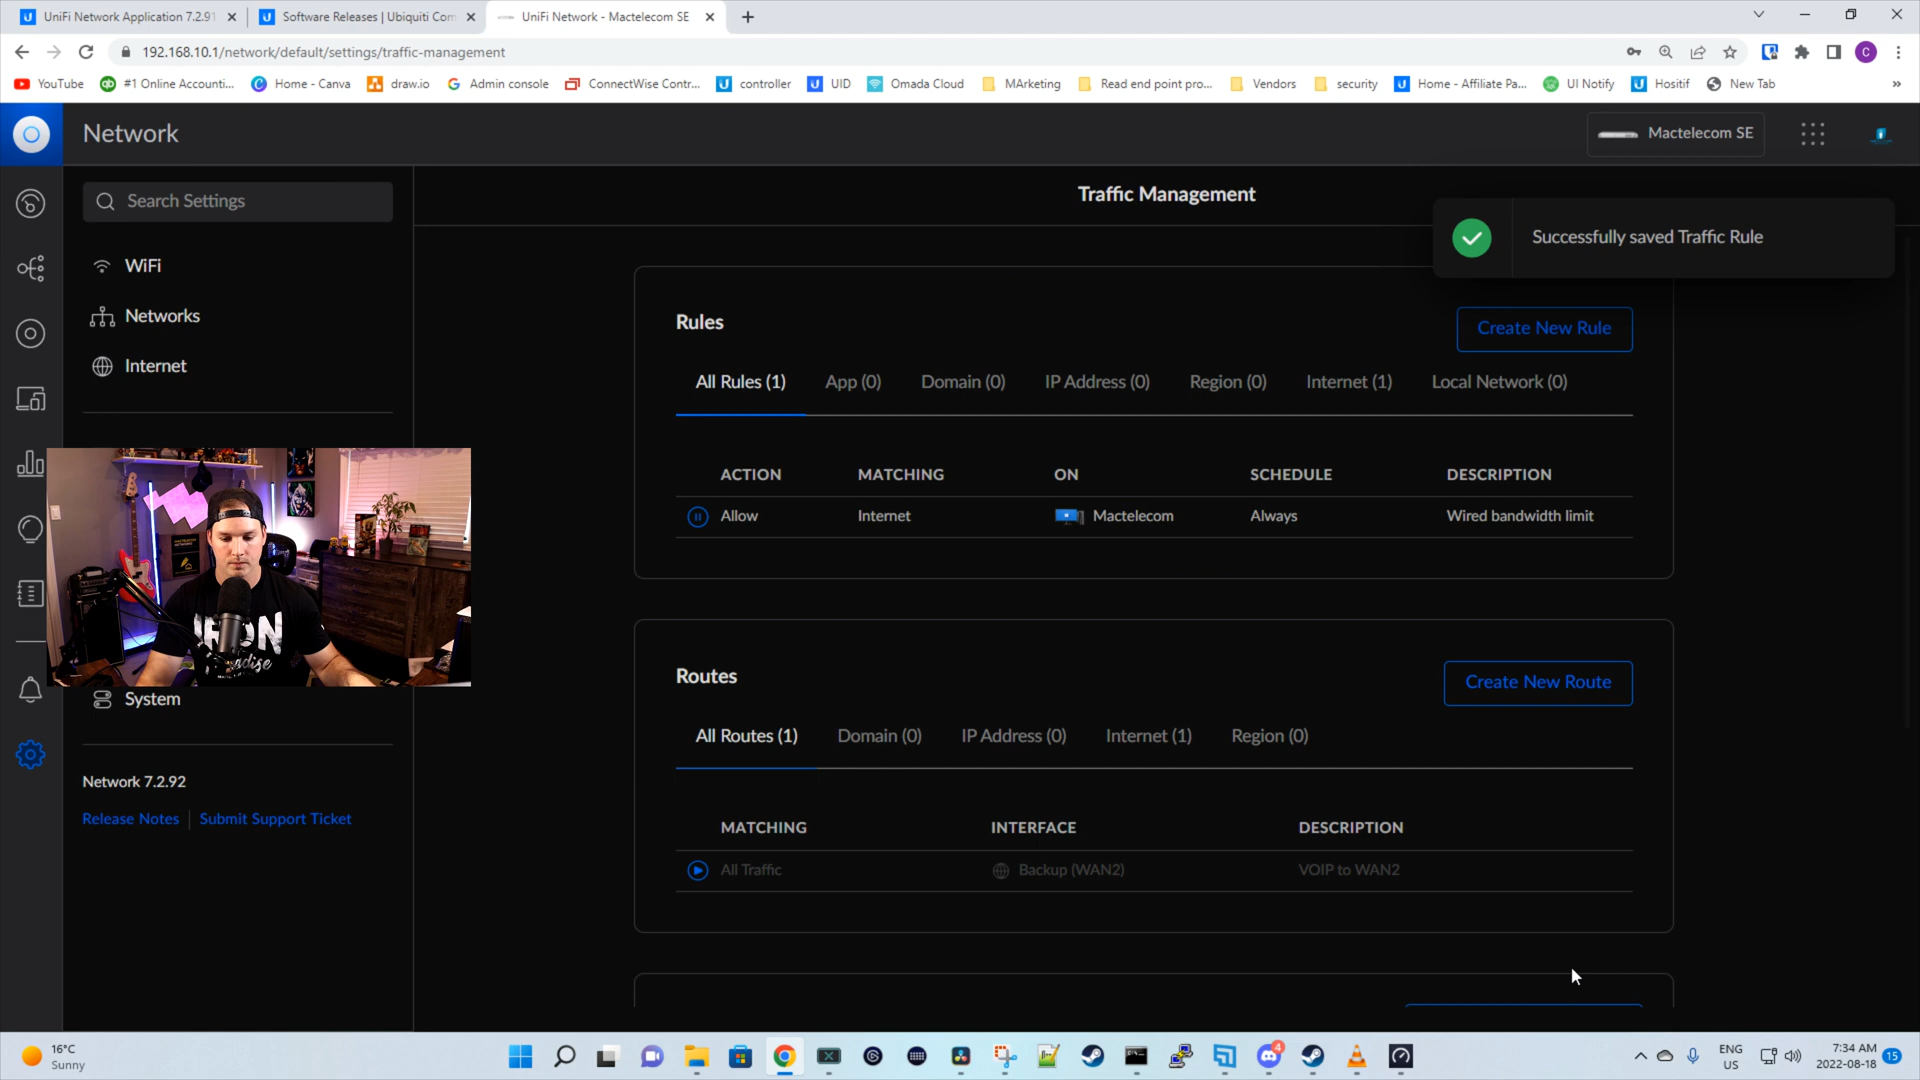 UniFi Network Application 7.2.91
Software Releases | Ubiquiti Com
UniFi Network - Mactelecom SE
192.168.10.1/network/default/settings/traffic-management
C
YouTube
#1 Online Accounti...
Home - Canva
draw.io
Admin console
ConnectWise Contr...
controller
UID
Omada Cloud
MArketing
Read end point pro...
Vendors
security
Home - Affiliate Pa...
UI Notify
Hositif
New Tab
»
Network
Mactelecom SE
Search Settings
Traffic Management
Successfully saved Traffic Rule
WiFi
Networks
Internet
Rules
Create New Rule
All Rules (1) App (0) Domain (0) IP Address (0) Region (0) Internet (1) Local Network (0)
ACTION MATCHING ON SCHEDULE DESCRIPTION
Allow Internet Mactelecom Always Wired bandwidth limit
IRON
System
Routes
Create New Route
All Routes (1) Domain (0) IP Address (0) Internet (1) Region (0)
Network 7.2.92
Release Notes Submit Support Ticket
MATCHING INTERFACE DESCRIPTION
All Traffic Backup (WAN2) VOIP to WAN2
16°C
Sunny
4
ENG
US
7:34 AM
2022-08-18
15